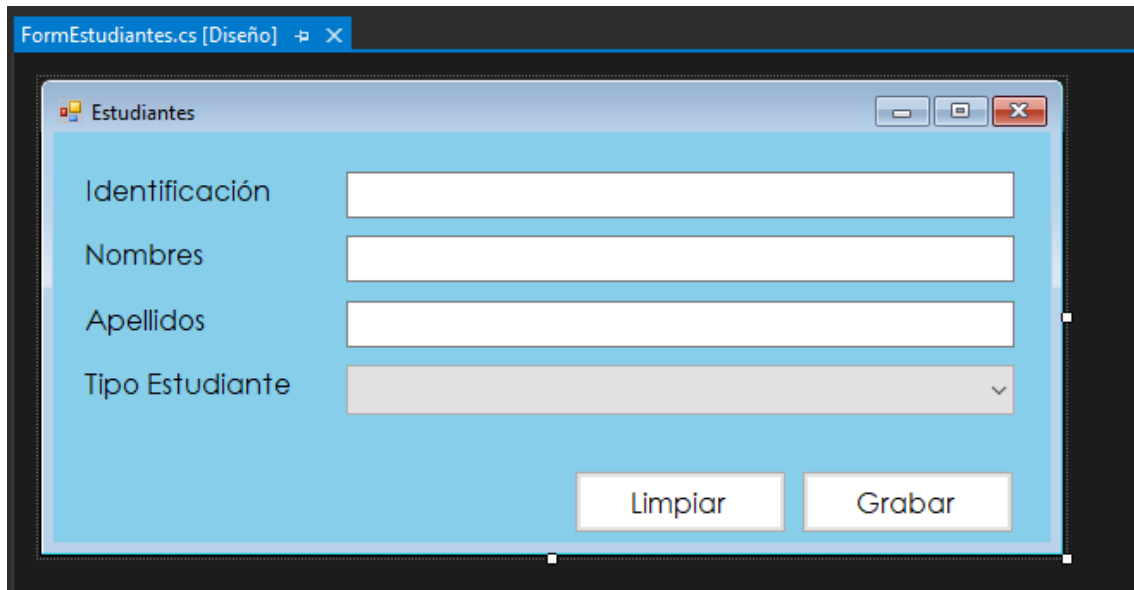 FormEstudiantes.cs [Diseño]
Estudiantes
Identificación
Nombres
Apellidos
Tipo Estudiante
Limpiar Grabar